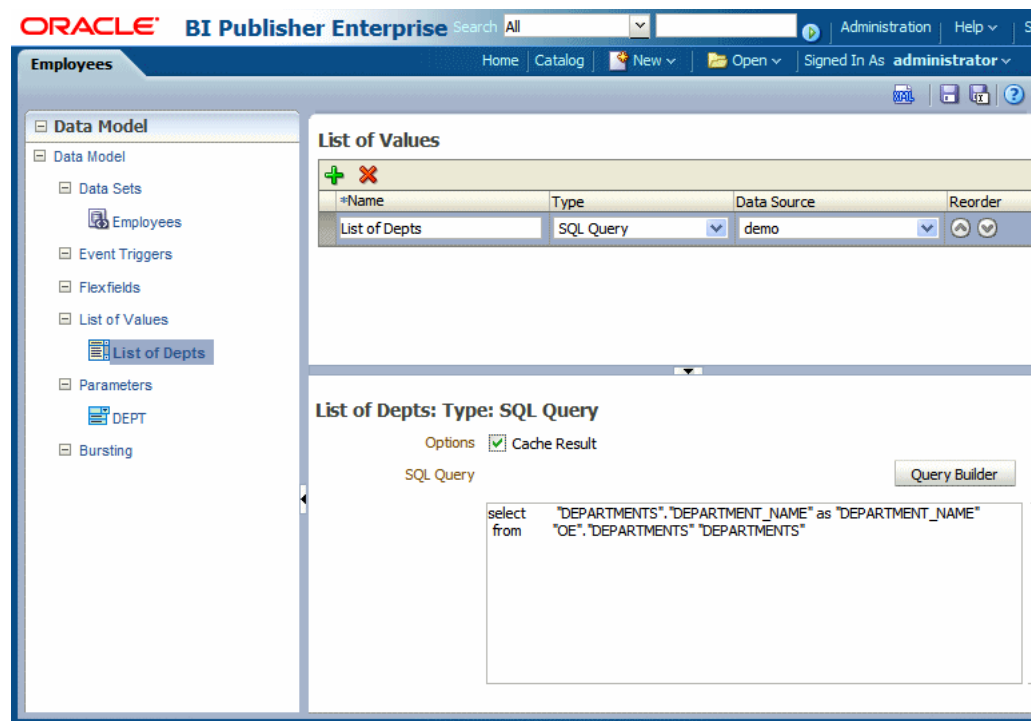 ORACLE BI Publisher Enterprise Search All Administration Help S
Employees Home Catalog New Open Signed In As administrator
XML
Data Model
Data Model
Data Sets
Employees
Event Triggers
Flexfields
List of Values
List of Depts
Parameters
DEPT
Bursting
List of Values
*Name Type Data Source Reorder
List of Depts SQL Query demo
List of Depts: Type: SQL Query
Options Cache Result
SQL Query Query Builder
select "DEPARTMENTS"."DEPARTMENT_NAME" as "DEPARTMENT_NAME"
from "OE"."DEPARTMENTS" "DEPARTMENTS"